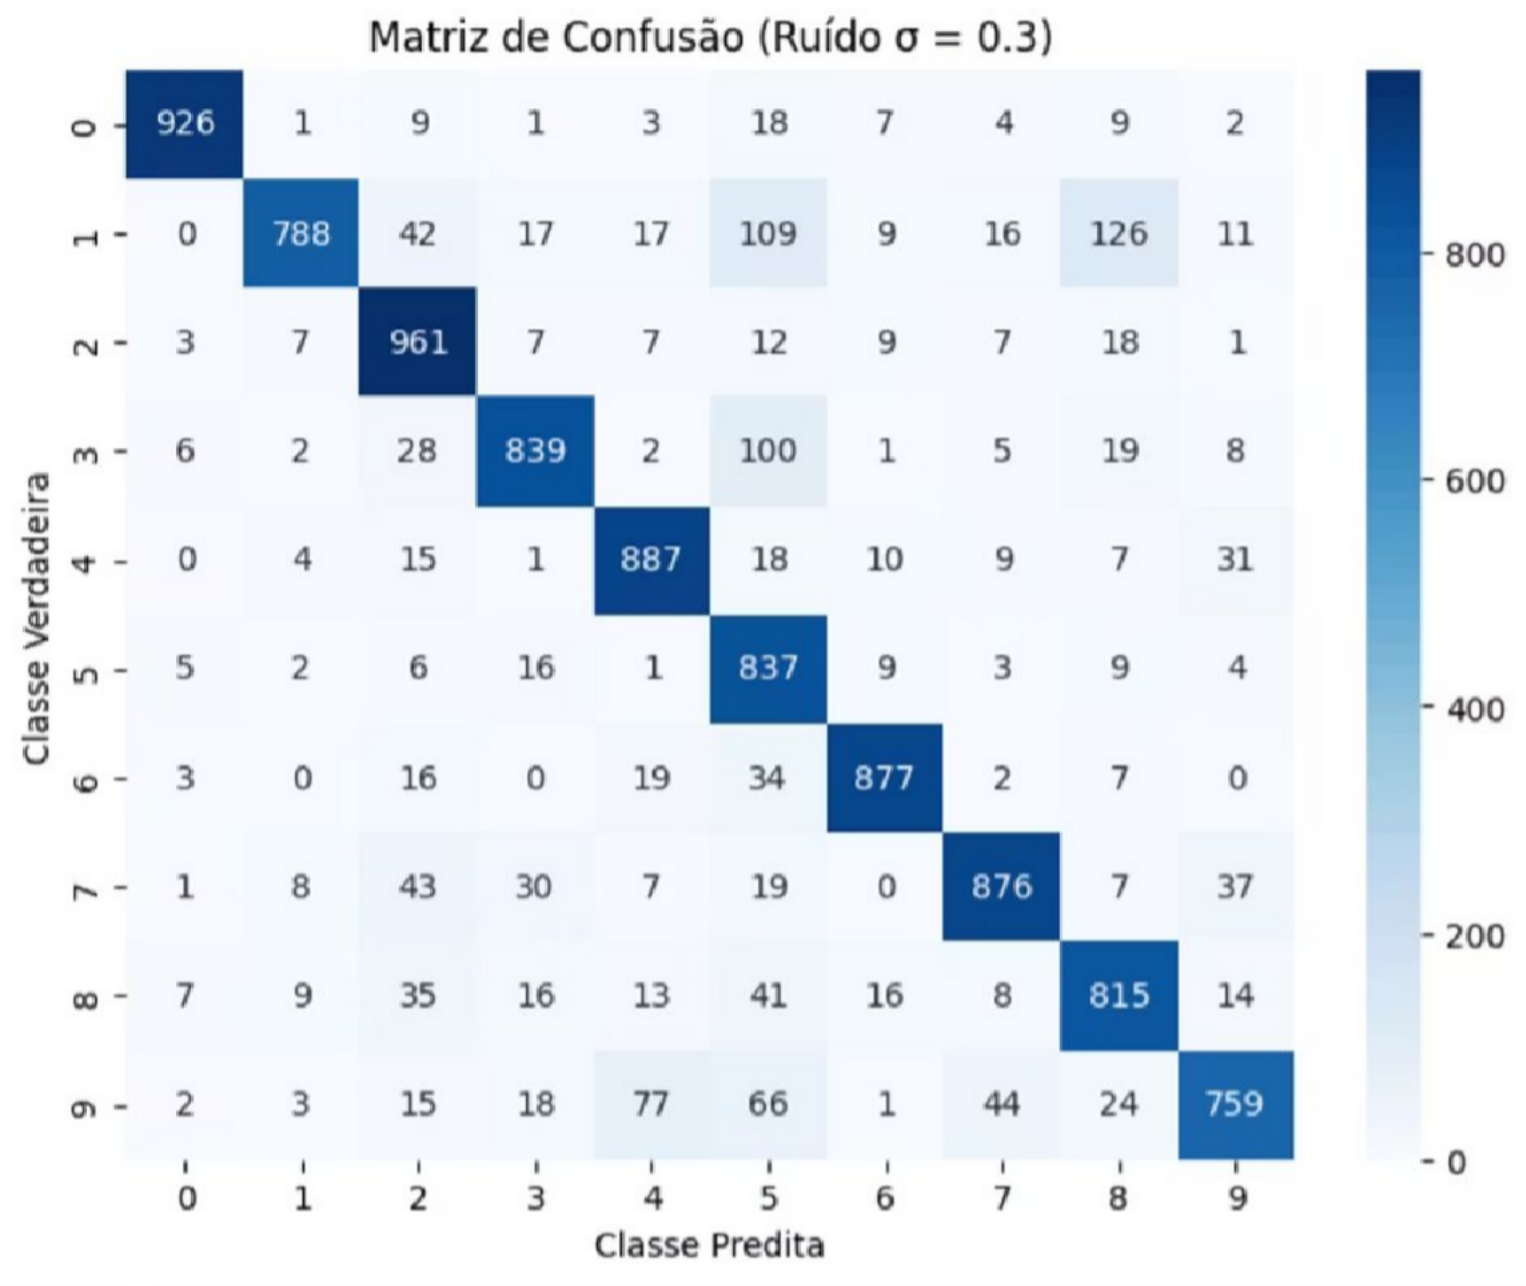 Matriz de Confusão (Ruído σ = 0.3)
0 926 1 9 1 3 18 7 4 9 2
1 0 788 42 17 17 109 9 16 126 11
2 3 7 961 7 7 12 9 7 18 1
3 6 2 28 839 2 100 1 5 19 8
4 0 4 15 1 887 18 10 9 7 31
5 5 2 6 16 1 837 9 3 9 4
6 3 0 16 0 19 34 877 2 7 0
7 1 8 43 30 7 19 0 876 7 37
8 7 9 35 16 13 41 16 8 815 14
9 2 3 15 18 77 66 1 44 24 759
0 1 2 3 4 5 6 7 8 9
Classe Predita
Classe Verdadeira
800
600
400
200
0